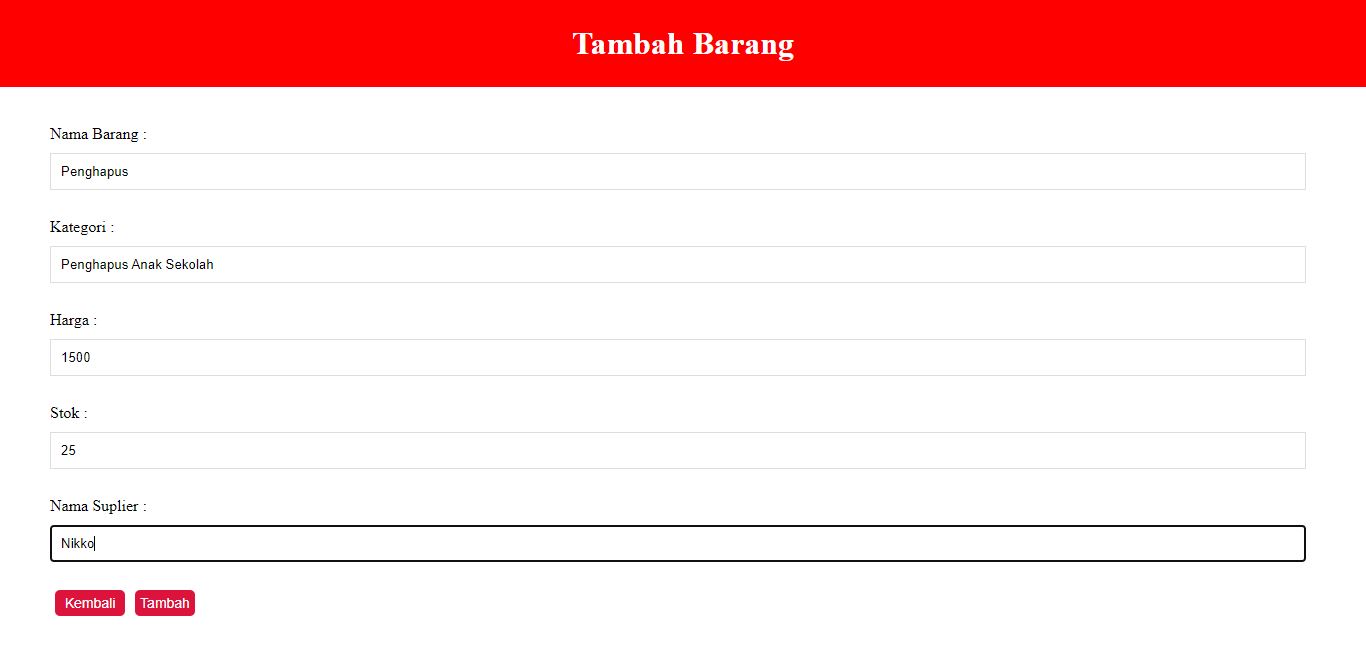 Tambah Barang
Nama Barang :
Penghapus
Kategori :
Penghapus Anak Sekolah
Harga :
1500
Stok :
25
Nama Suplier :
Nikko
Kembali Tambah